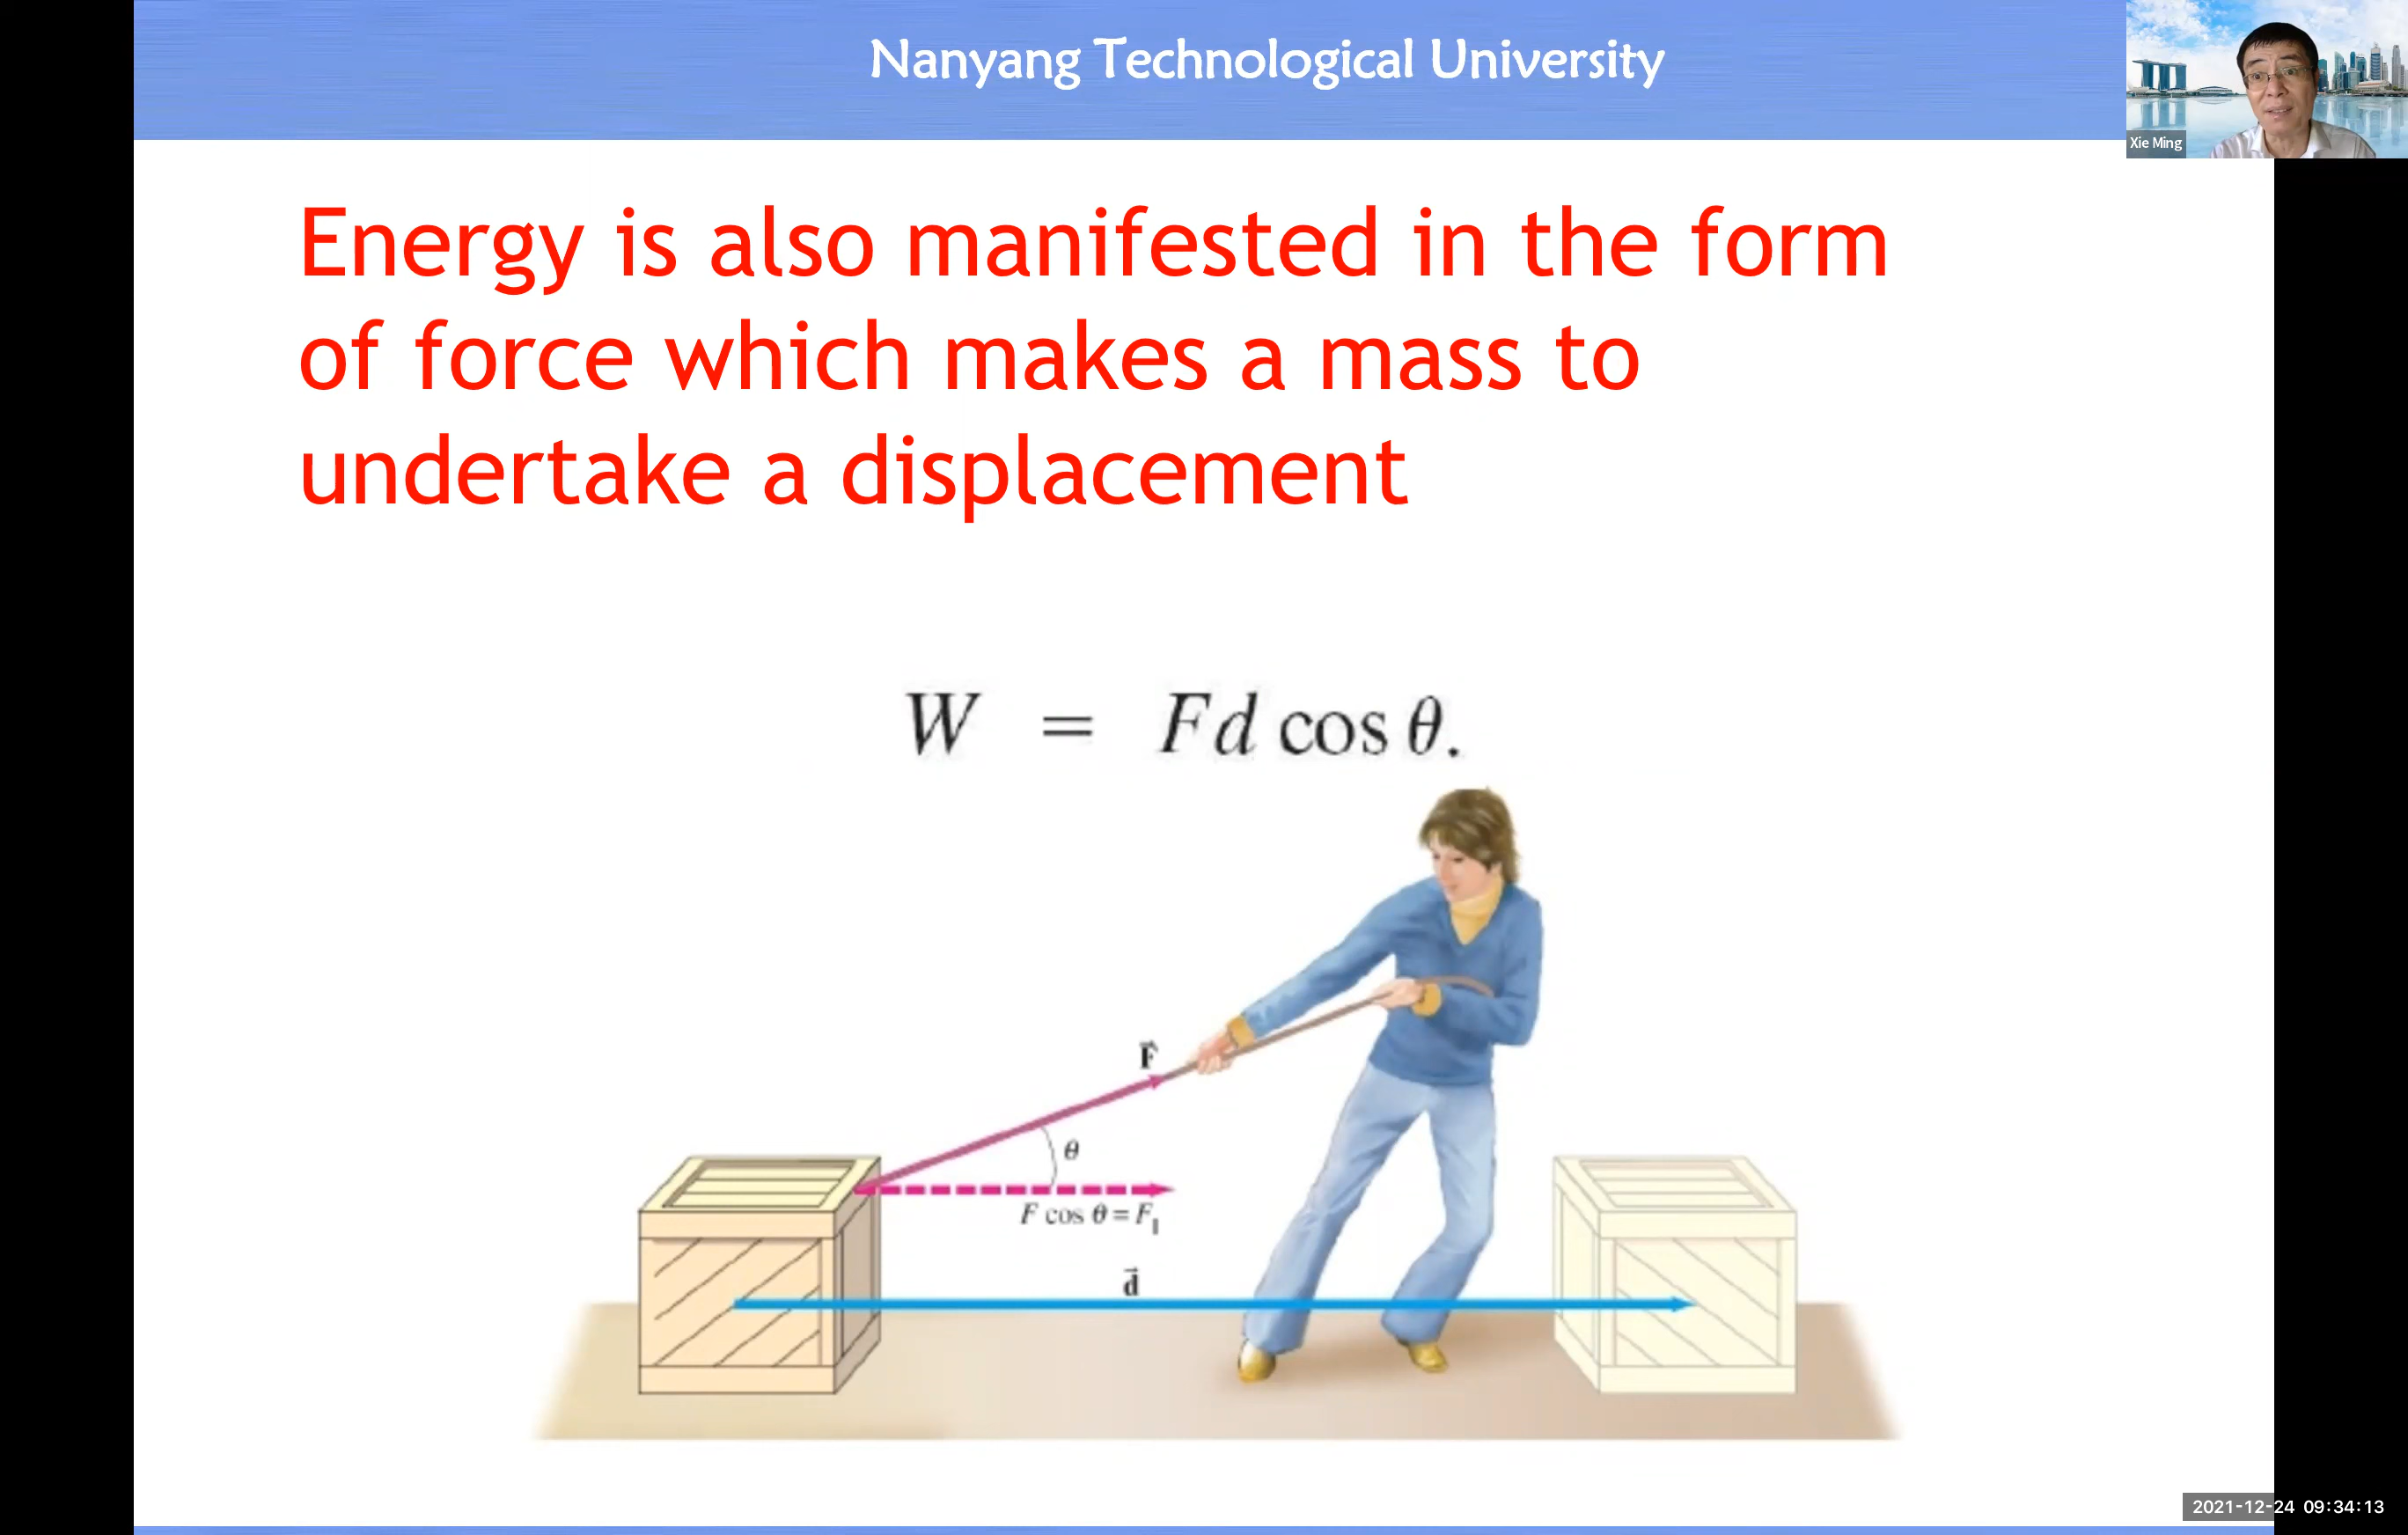 Nanyang Technological University
Xie Ming
Energy is also manifested in the form
of force which makes a mass to
undertake a displacement
W = Fd cos θ.
F⃗
θ
F cos θ = F∥
d⃗
2021-12-24 09:34:13